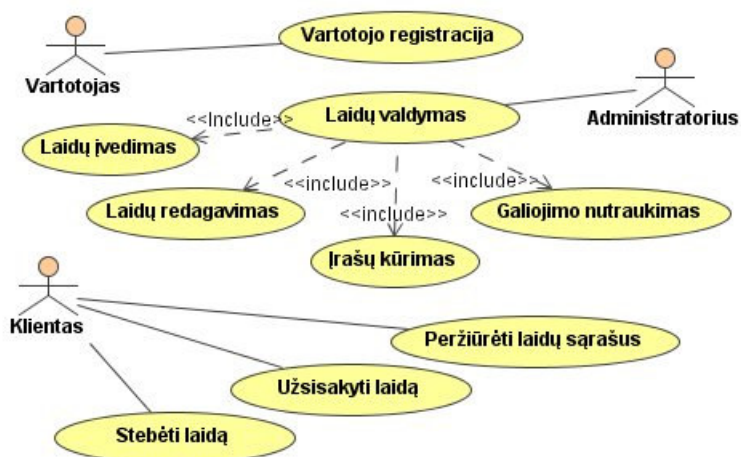 Vartotojo registracija
Vartotojas
<<Include>>
Laidų valdymas
Administratorius
Laidų įvedimas
<<include>>
<<include>>
Laidų redagavimas
<<include>>
Galiojimo nutraukimas
Įrašų kūrimas
Klientas
Peržiūrėti laidų sąrašus
Užsisakyti laidą
Stebėti laidą